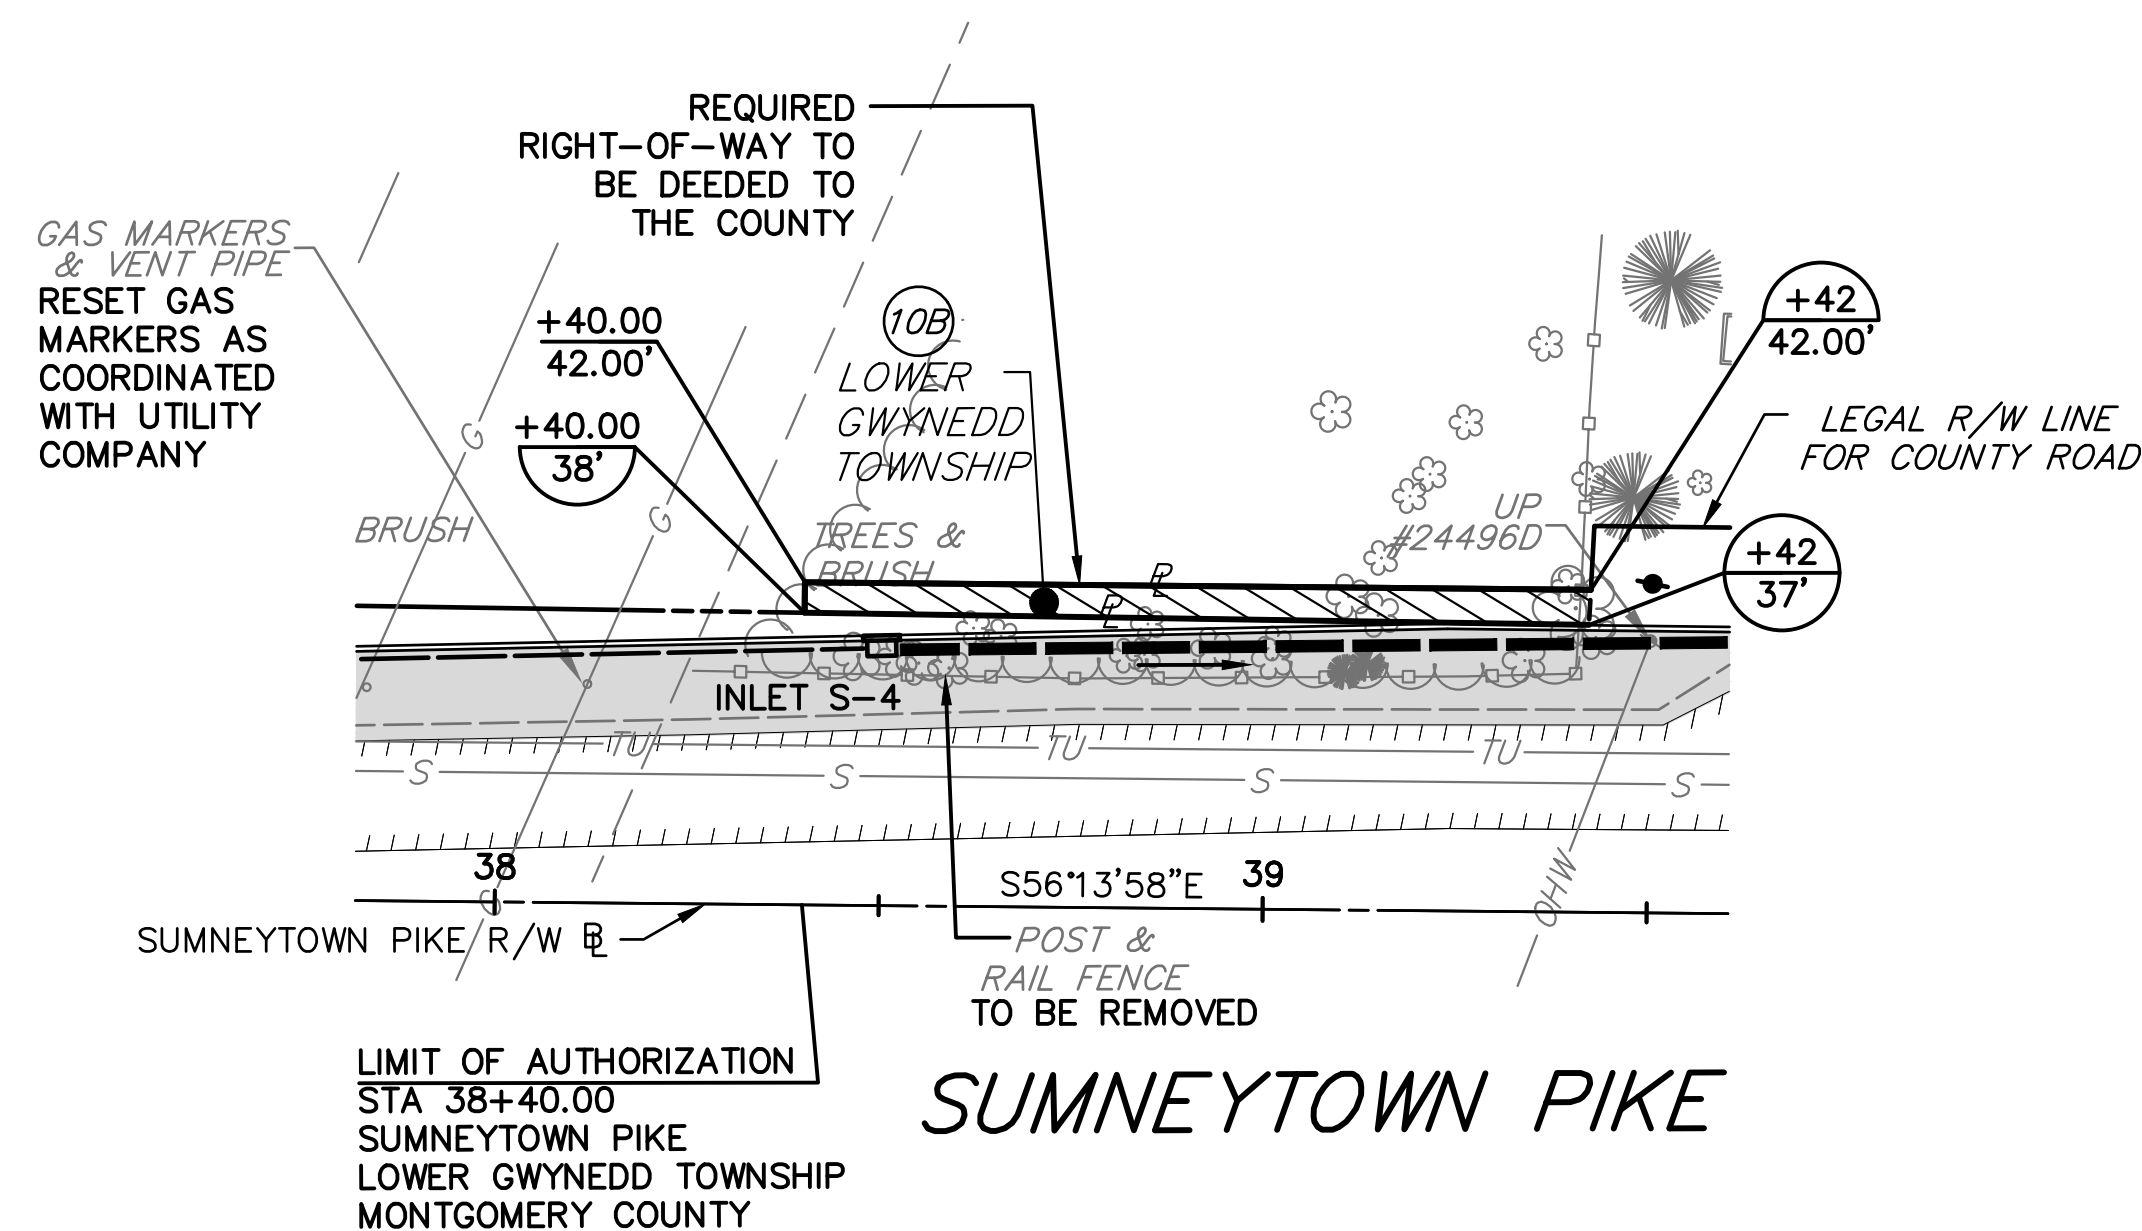 REQUIRED
RIGHT-OF-WAY TO
BE DEEDED TO
THE COUNTY
GAS MARKERS
& VENT PIPE
RESET GAS
MARKERS AS
COORDINATED
WITH UTILITY
COMPANY
+40.00
42.00'
+40.00
38'
10B
LOWER
GWYNEDD
TOWNSHIP
+42
42.00'
LEGAL R/W LINE
FOR COUNTY ROAD
+42
37'
UP
#24496D
BRUSH
TREES &
BRUSH
G
G
G
PL
PL
INLET S-4
TU
TU
TU
S
S
S
S
38
S56°13'58"E
39
OHW
SUMNEYTOWN PIKE R/W BL
POST &
RAIL FENCE
TO BE REMOVED
LIMIT OF AUTHORIZATION
STA 38+40.00
SUMNEYTOWN PIKE
LOWER GWYNEDD TOWNSHIP
MONTGOMERY COUNTY
SUMNEYTOWN PIKE